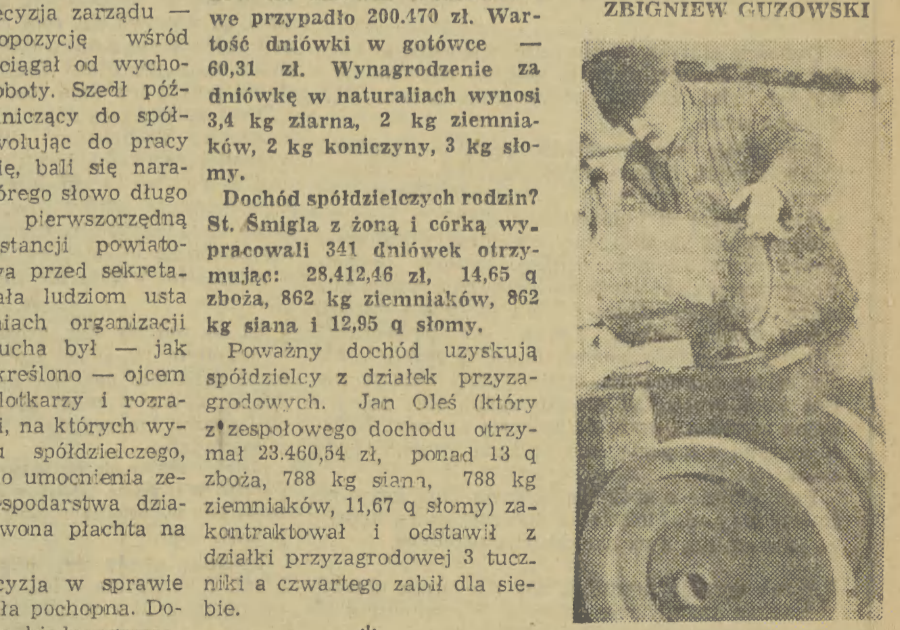 ecyzja zarządu —
opozycję wśród
ciągał od wycho-
oboty. Szedł póź-
niczący do spół-
wołując do pracy
ię, bali się nara-
órego słowo długo
pierwszorzędną
stancji powiato-
va przed sekreta-
ała ludziom usta
niach organizacji
ucha był — jak
kreślono — ojcem
lotkarzy i rozra-
i, na których wy-
u spółdzielczego,
o umocnienia ze-
spodarstwa dzia-
wona płachta na
cyzja w sprawie
ła pochopna. Do-
we przypadło 200.470 zł. War-
tość dniówki w gotówce —
60,31 zł. Wynagrodzenie za
dniówkę w naturaliach wynosi
3,4 kg ziarna, 2 kg ziemnia-
ków, 2 kg koniczyny, 3 kg sło-
my.
Dochód spółdzielczych rodzin?
St. Śmigla z żoną i córką wy-
pracowali 341 dniówek otrzy-
mując: 28.412,46 zł, 14,65 q
zboża, 862 kg ziemniaków, 862
kg siana i 12,95 q słomy.
Poważny dochód uzyskują
spółdzielcy z działek przyza-
grodowych. Jan Oleś (który
z zespołowego dochodu otrzy-
mał 23.460,54 zł, ponad 13 q
zboża, 788 kg siana, 788 kg
ziemniaków, 11,67 q słomy) za-
kontraktował i odstawił z
działki przyzagrodowej 3 tucz-
niki a czwartego zabił dla sie-
bie.
ZBIGNIEW GUZOWSKI